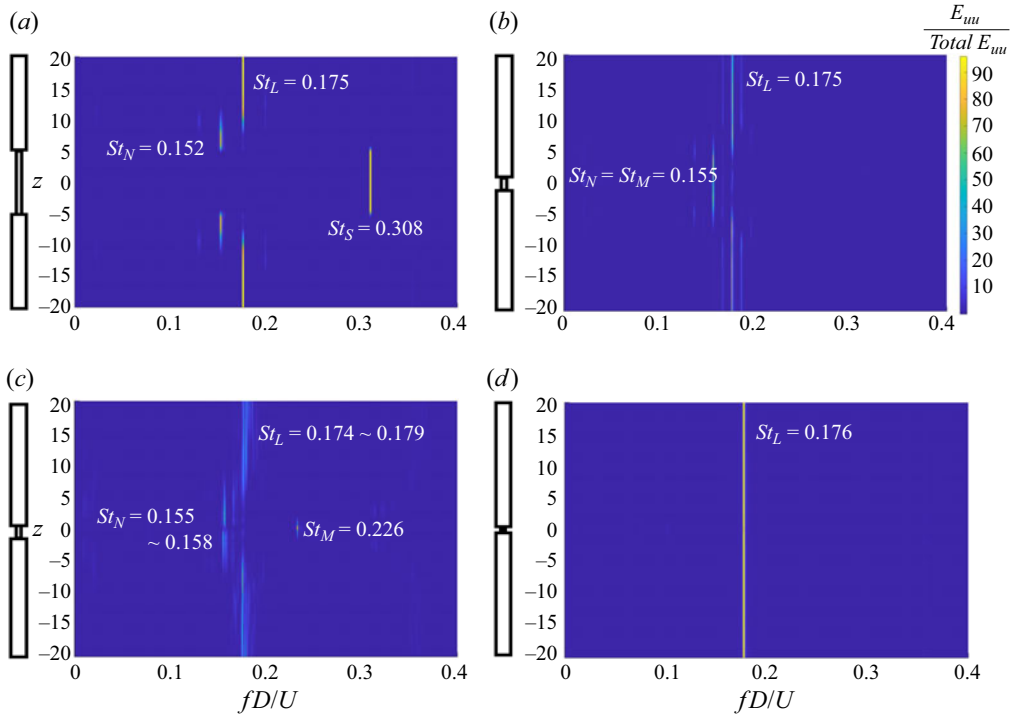 (a)
(b)
E_uu
Total E_uu
20
15
10
5
z 0
–5
–10
–15
–20
St_L = 0.175
St_N = 0.152
St_S = 0.308
0 0.1 0.2 0.3 0.4
20
15
10
5
0
–5
–10
–15
–20
St_L = 0.175
St_N = St_M = 0.155
0 0.1 0.2 0.3 0.4
90
80
70
60
50
40
30
20
10
(c)
(d)
20
15
10
5
z 0
–5
–10
–15
–20
St_L = 0.174 ~ 0.179
St_N = 0.155
~ 0.158
St_M = 0.226
0 0.1 0.2 0.3 0.4
fD/U
20
15
10
5
0
–5
–10
–15
–20
St_L = 0.176
0 0.1 0.2 0.3 0.4
fD/U